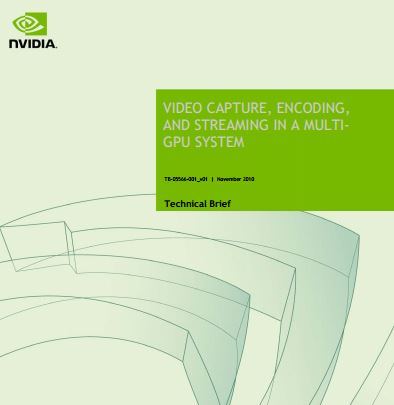 NVIDIA.
VIDEO CAPTURE, ENCODING,
AND STREAMING IN A MULTI-
GPU SYSTEM
TB-05566-001_v01 | November 2010
Technical Brief